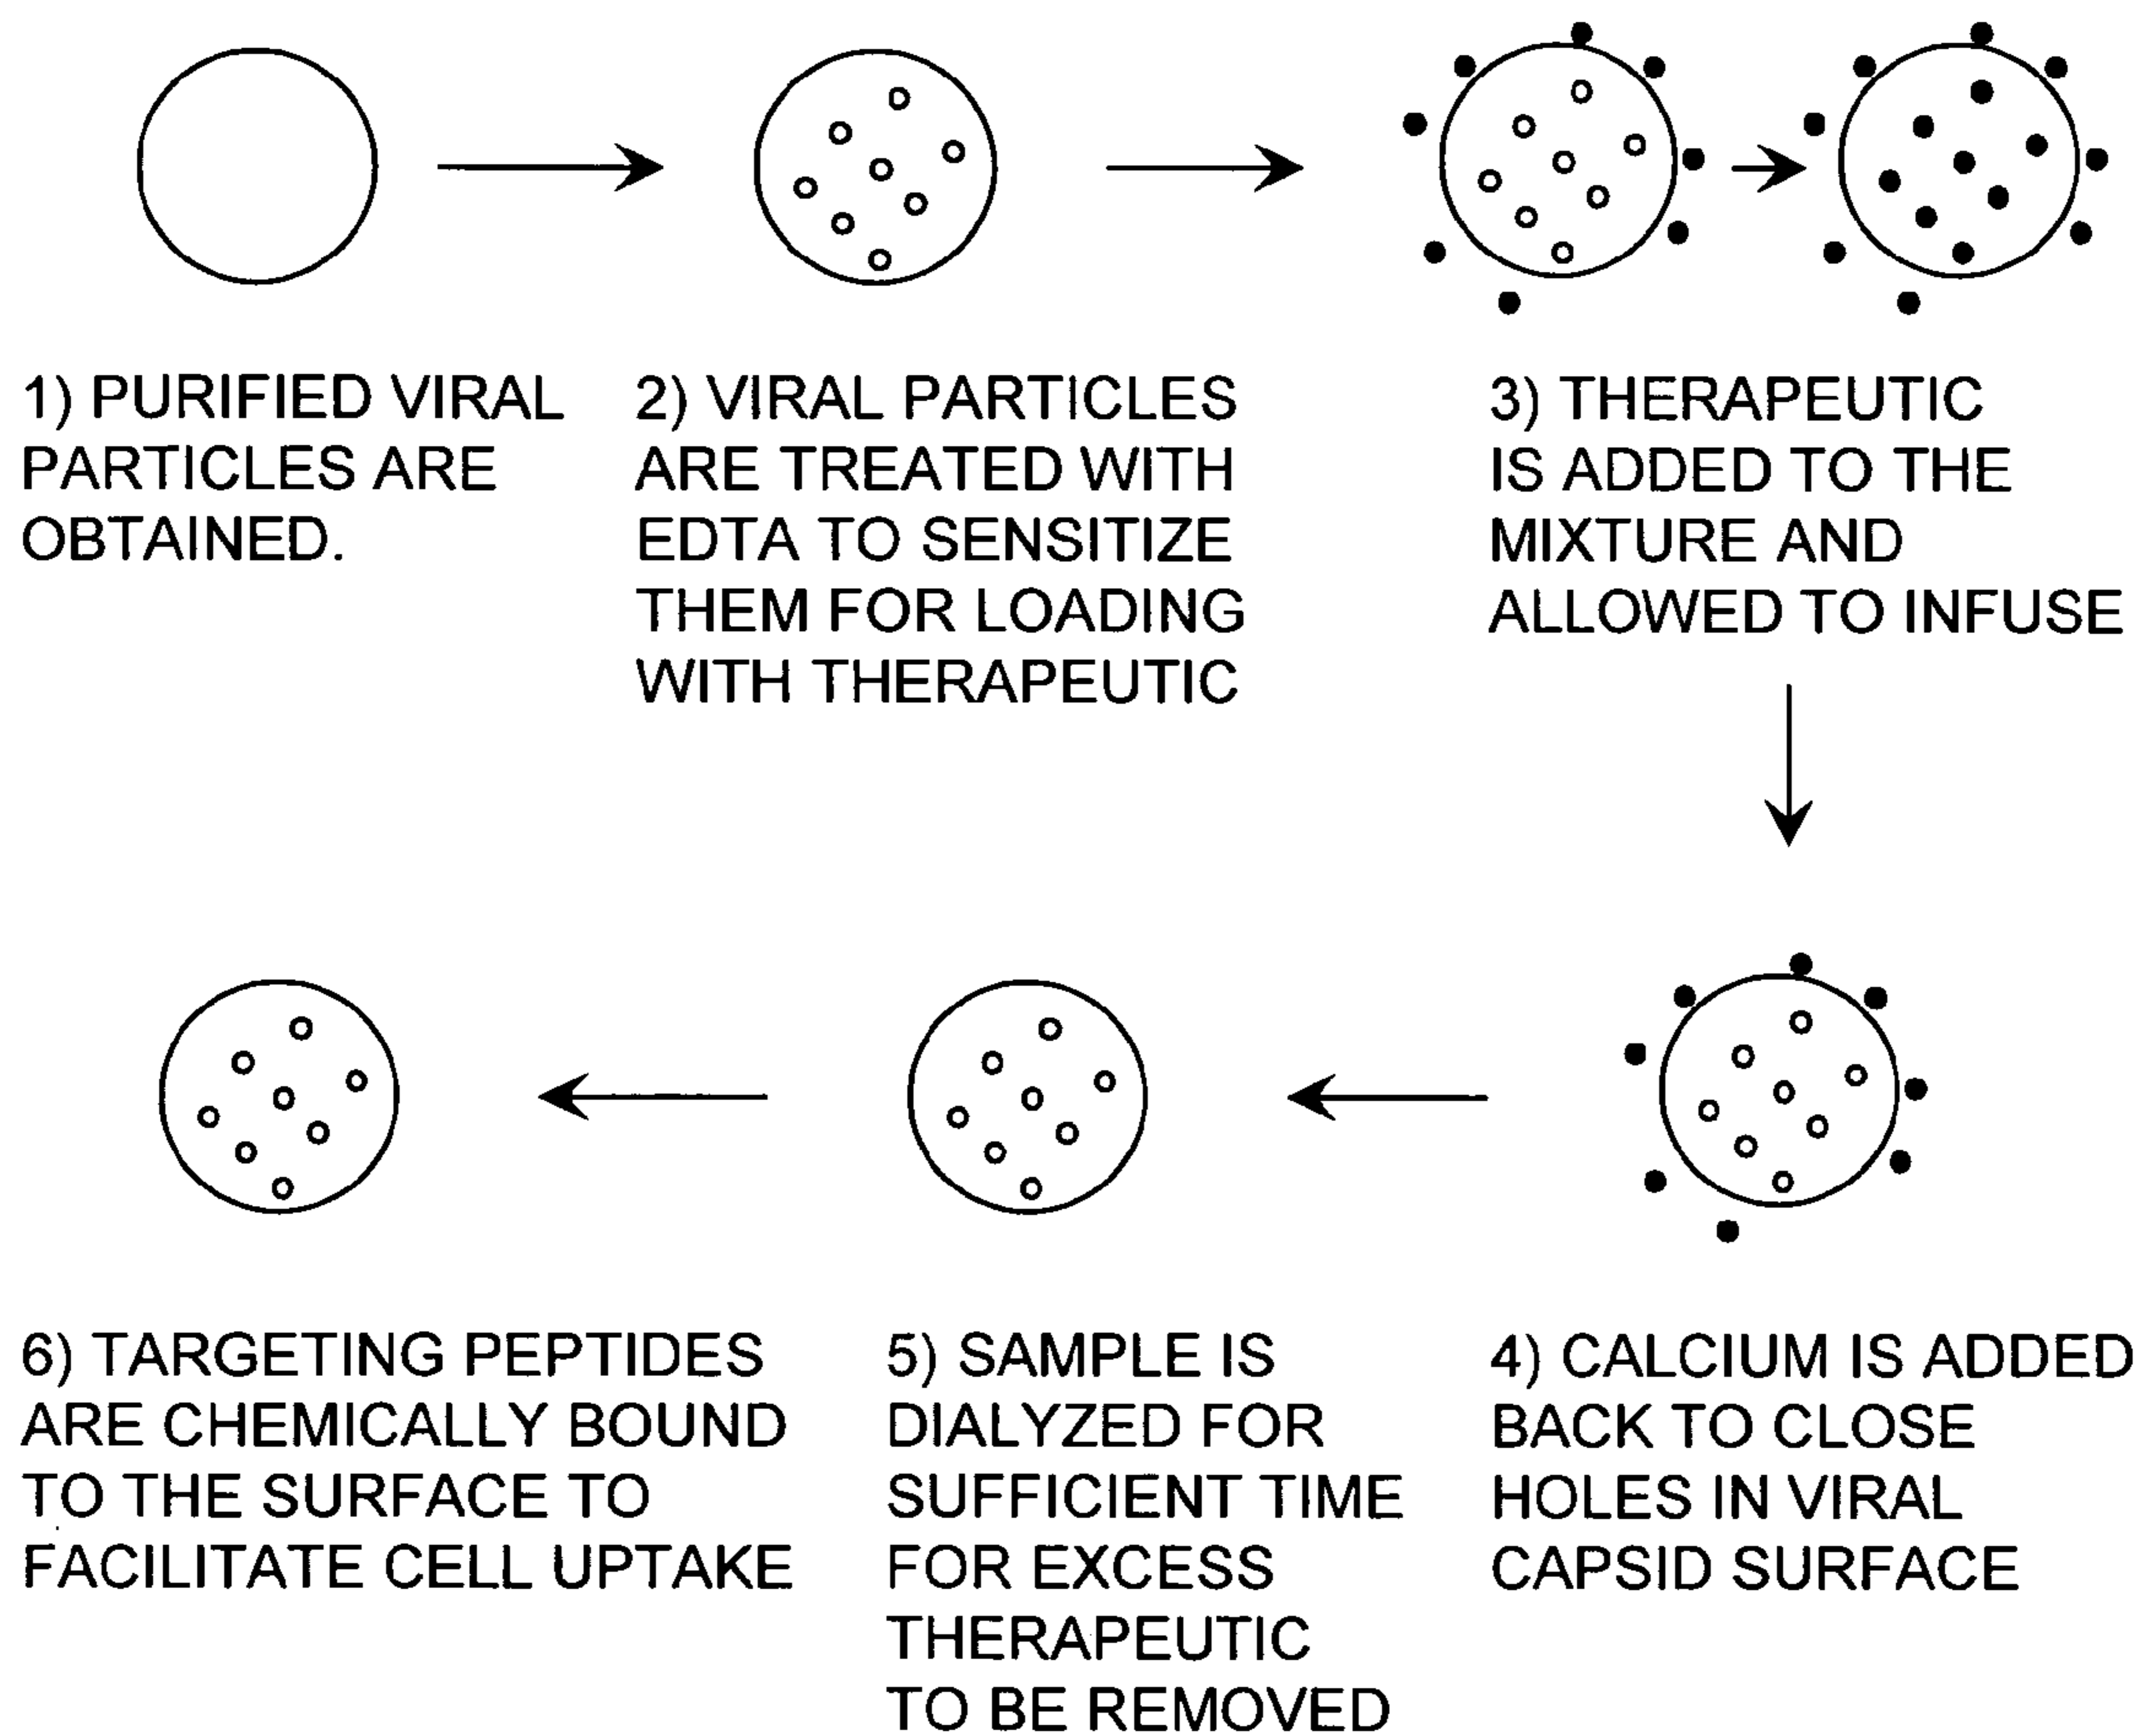 1) PURIFIED VIRAL
PARTICLES ARE
OBTAINED.
2) VIRAL PARTICLES
ARE TREATED WITH
EDTA TO SENSITIZE
THEM FOR LOADING
WITH THERAPEUTIC
3) THERAPEUTIC
IS ADDED TO THE
MIXTURE AND
ALLOWED TO INFUSE
4) CALCIUM IS ADDED
BACK TO CLOSE
HOLES IN VIRAL
CAPSID SURFACE
5) SAMPLE IS
DIALYZED FOR
SUFFICIENT TIME
FOR EXCESS
THERAPEUTIC
TO BE REMOVED
6) TARGETING PEPTIDES
ARE CHEMICALLY BOUND
TO THE SURFACE TO
FACILITATE CELL UPTAKE